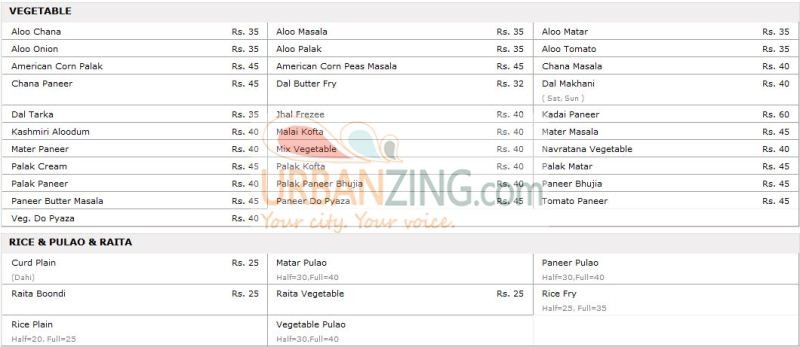 VEGETABLE
Aloo Chana Rs. 35 Aloo Masala Rs. 35 Aloo Matar Rs. 35
Aloo Onion Rs. 35 Aloo Palak Rs. 35 Aloo Tomato Rs. 35
American Corn Palak Rs. 45 American Corn Peas Masala Rs. 45 Chana Masala Rs. 40
Chana Paneer Rs. 45 Dal Butter Fry Rs. 32 Dal Makhani Rs. 40
( Sat, Sun )
Dal Tarka Rs. 35 Jhal Frezee Rs. 40 Kadai Paneer Rs. 60
Kashmiri Aloodum Rs. 40 Malai Kofta Rs. 40 Mater Masala Rs. 45
Mater Paneer Rs. 40 Mix Vegetable Rs. 40 Navratana Vegetable Rs. 40
Palak Cream Rs. 45 Palak Kofta Rs. 40 Palak Matar Rs. 45
Palak Paneer Rs. 40 Palak Paneer Bhujia Rs. 40 Paneer Bhujia Rs. 45
Paneer Butter Masala Rs. 45 Paneer Do Pyaza Rs. 45 Tomato Paneer Rs. 45
Veg. Do Pyaza Rs. 40
URBANZING.com
Your city. Your voice.
RICE & PULAO & RAITA
Curd Plain Rs. 25 Matar Pulao Paneer Pulao
(Dahi) Half=30,Full=40 Half=30,Full=40
Raita Boondi Rs. 25 Raita Vegetable Rs. 25 Rice Fry
Half=25, Full=35
Rice Plain Vegetable Pulao
Half=20, Full=25 Half=30,Full=40